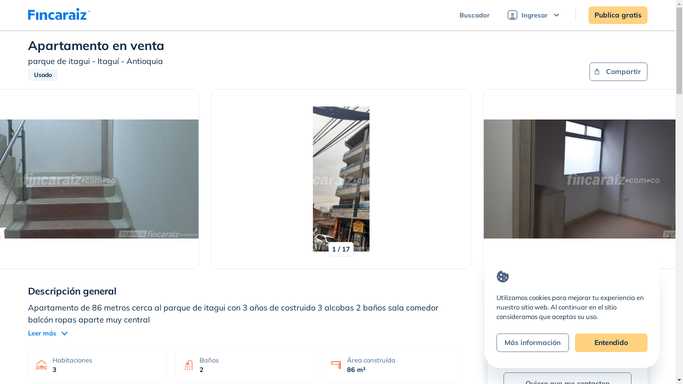 Fincaraiz
Buscador
Ingresar
Publica gratis
Apartamento en venta
parque de itagui - Itaguí - Antioquia
Usado
Compartir
fincaraiz.com.co
fincaraiz
fincaraiz.com.co
1 / 17
Descripción general
Apartamento de 86 metros cerca al parque de itagui con 3 años de costruida 3 alcobas 2 baños sala comedor
balcón ropas aparte muy central
Leer más
Habitaciones
3
Baños
2
Área construida
86 m²
Utilizamos cookies para mejorar tu experiencia en
nuestro sitio web. Al continuar en el sitio
consideramos que aceptas su uso.
Más información
Entendido
Quiero que me contacten